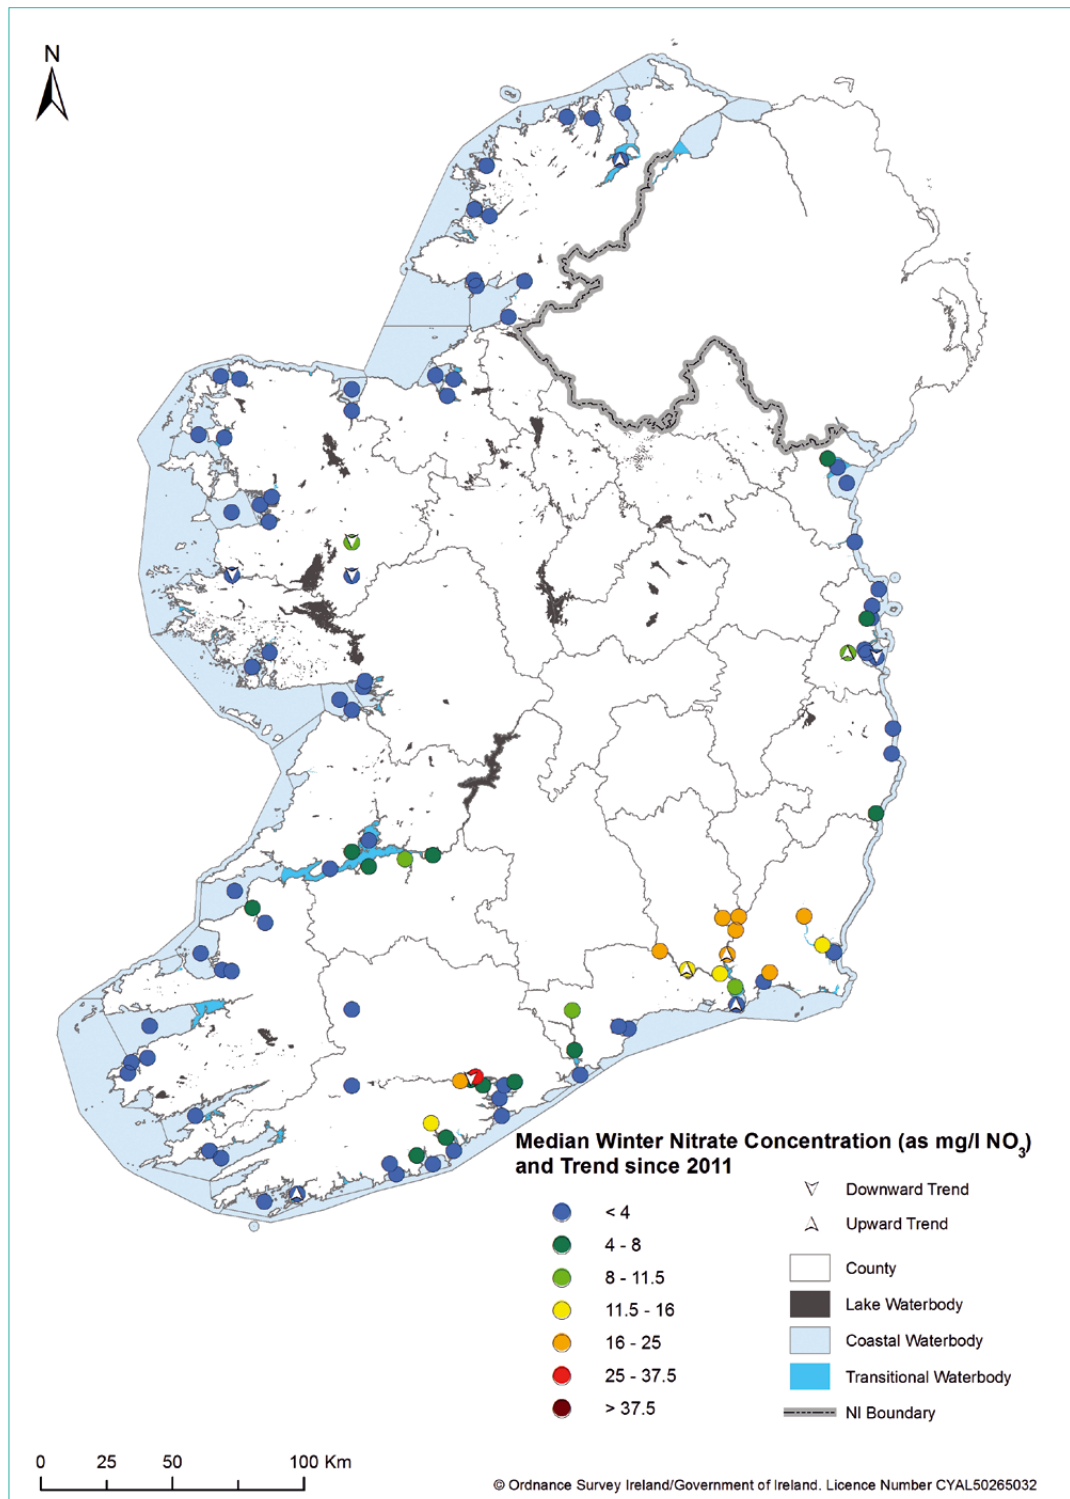 N
Median Winter Nitrate Concentration (as mg/l NO3)
and Trend since 2011
< 4
4 - 8
8 - 11.5
11.5 - 16
16 - 25
25 - 37.5
> 37.5
Downward Trend
Upward Trend
County
Lake Waterbody
Coastal Waterbody
Transitional Waterbody
NI Boundary
0 25 50 100 Km
© Ordnance Survey Ireland/Government of Ireland. Licence Number CYAL50265032